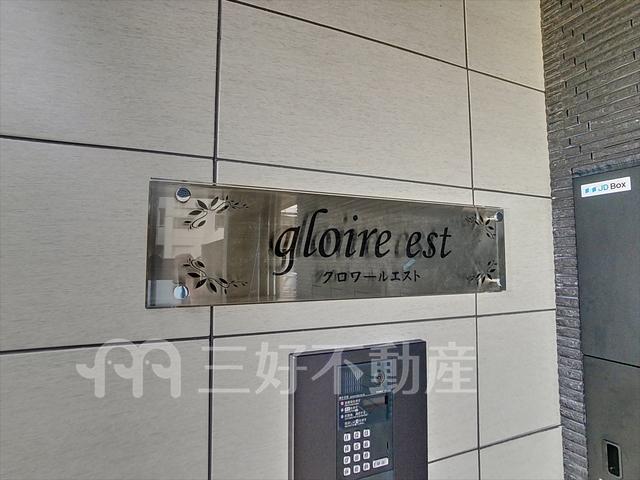 gloire est
グロワールエスト
JD Box
三好不動産